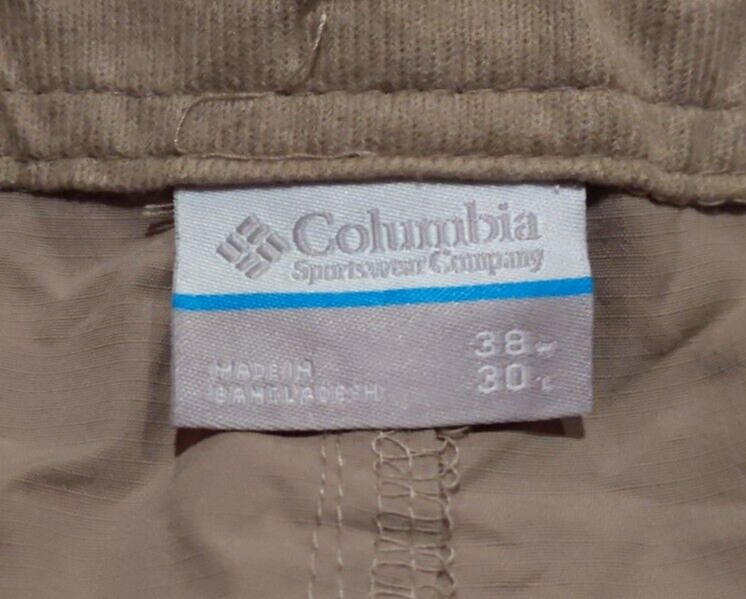 Columbia
Sportswear Company
38 W
30 L
MADE IN
BANGLADESH